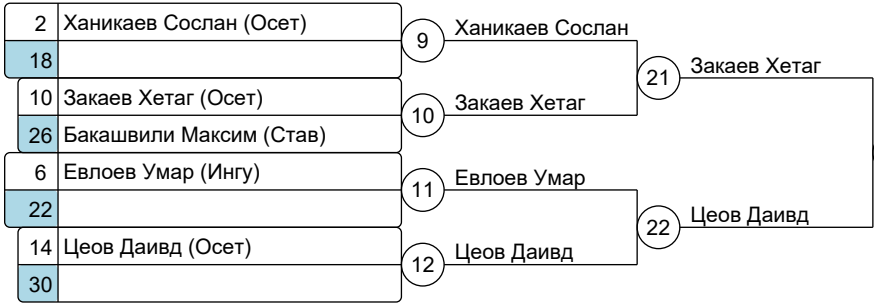 2 Ханикаев Сослан (Осет)
18
9 Ханикаев Сослан
10 Закаев Хетаг (Осет)
26 Бакашвили Максим (Став)
10 Закаев Хетаг
21 Закаев Хетаг
6 Евлоев Умар (Ингу)
22
11 Евлоев Умар
14 Цеов Даивд (Осет)
30
12 Цеов Даивд
22 Цеов Даивд